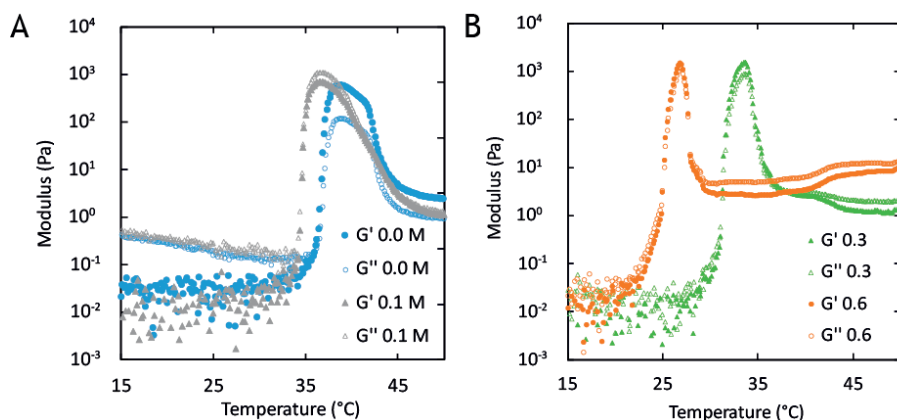 A
Modulus (Pa)
10⁴
10³
10²
10¹
10⁰
10⁻¹
10⁻²
10⁻³
15
25
35
45
Temperature (°C)
G' 0.0 M
G'' 0.0 M
G' 0.1 M
G'' 0.1 M
B
Modulus (Pa)
10⁴
10³
10²
10¹
10⁰
10⁻¹
10⁻²
10⁻³
15
25
35
45
Temperature (°C)
G' 0.3
G'' 0.3
G' 0.6
G'' 0.6